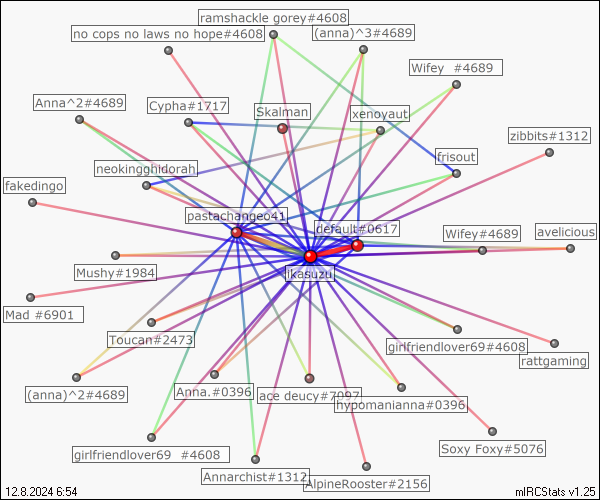 ramshackle gorey#4608
no cops no laws no hope#4608
(anna)^3#4689
Wifey  #4689
Anna^2#4689
Cypha#1717
Skalman
xenoyaut
zibbits#1312
frisout
neokingghidorah
fakedingo
pastachangeo41
default#0617
Wifey#4689
avelicious
Mushy#1984
ikasuzu
Mad #6901
Toucan#2473
girlfriendlover69#4608
rattgaming
(anna)^2#4689
Anna.#0396
ace deucy#7097
hypomanianna#0396
girlfriendlover69  #4608
Soxy Foxy#5076
Annarchist#1312
AlpineRooster#2156
12.8.2024 6:54
mIRCStats v1.25